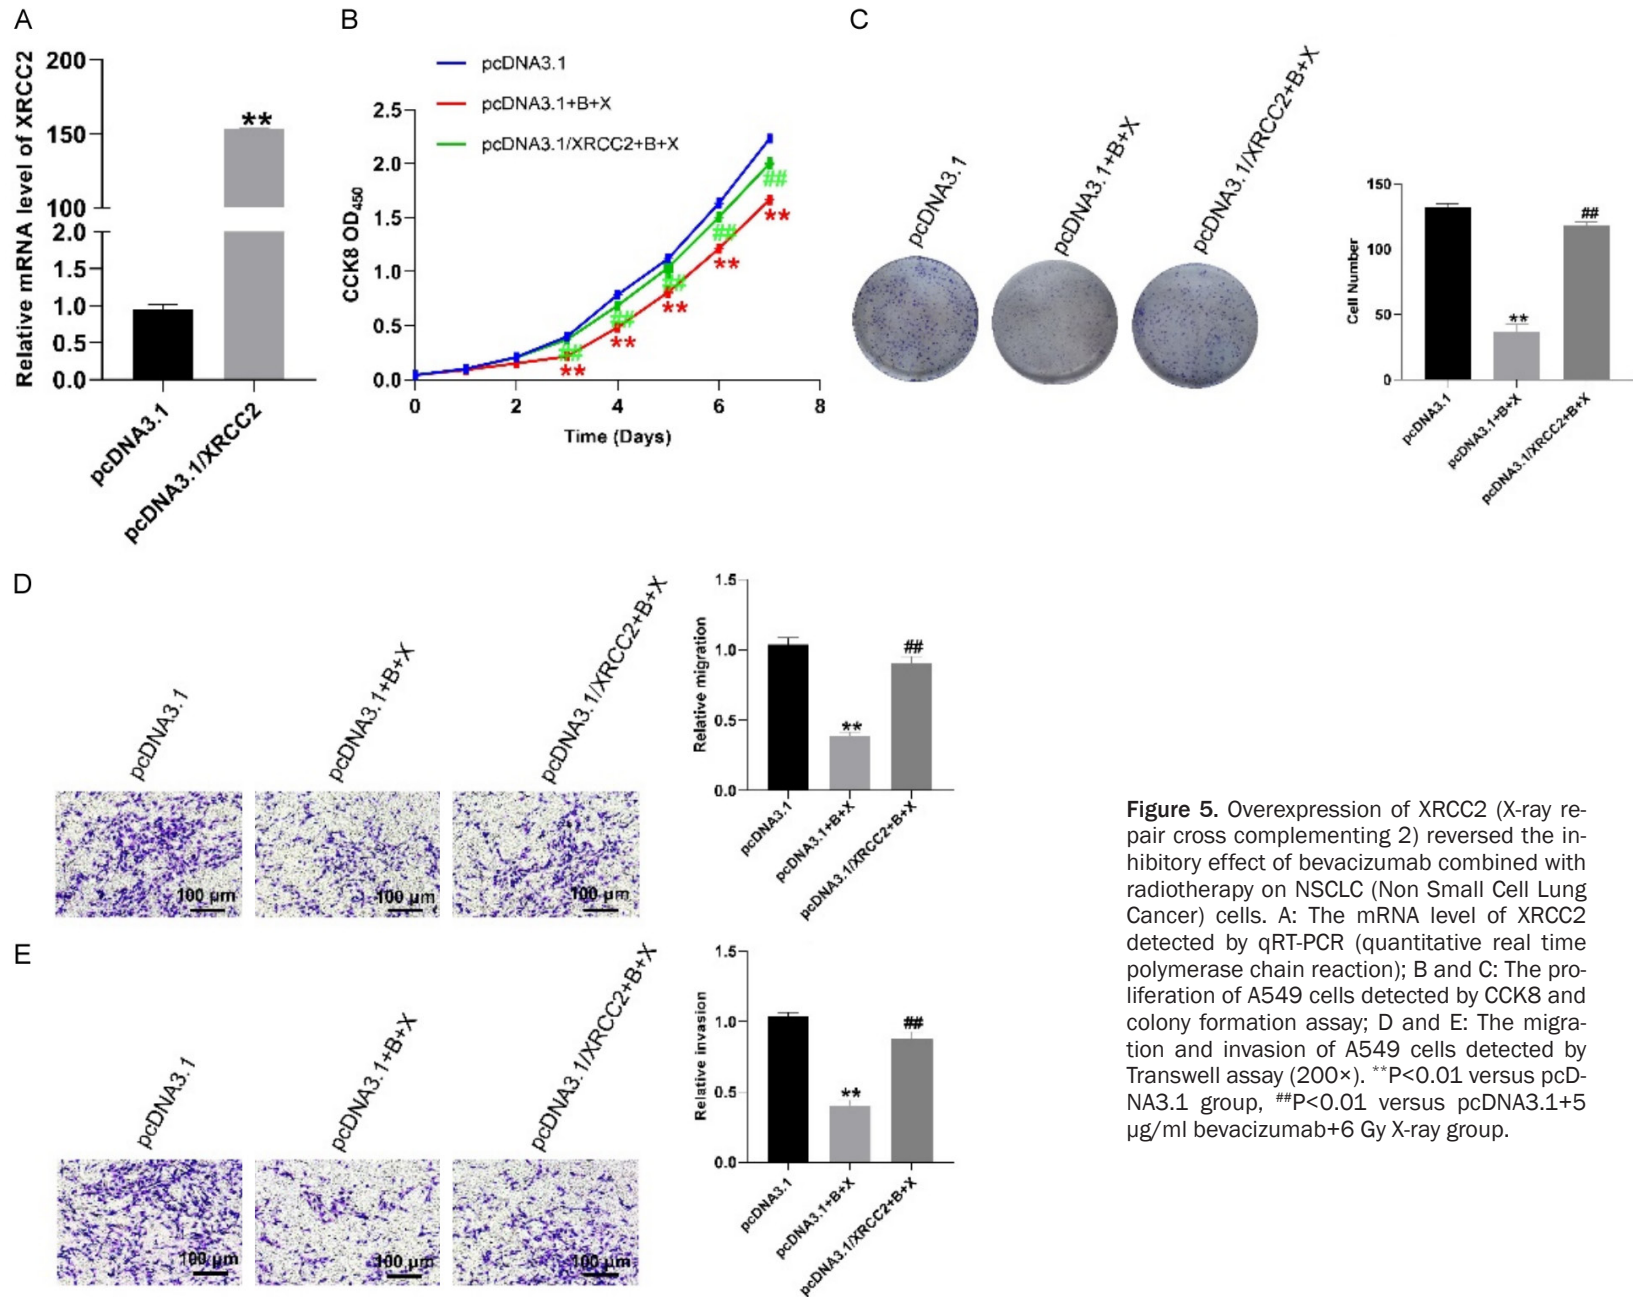 A
Relative mRNA level of XRCC2
200
150
100
2.0
1.5
1.0
0.5
0.0
**
pcDNA3.1
pcDNA3.1/XRCC2
B
pcDNA3.1
pcDNA3.1+B+X
pcDNA3.1/XRCC2+B+X
CCK8 OD450
2.5
2.0
1.5
1.0
0.5
0.0
##
**
##
**
##
**
##
**
##
**
0 2 4 6 8
Time (Days)
C
pcDNA3.1
pcDNA3.1+B+X
pcDNA3.1/XRCC2+B+X
Cell Number
150
100
50
0
**
##
pcDNA3.1
pcDNA3.1+B+X
pcDNA3.1/XRCC2+B+X
D
pcDNA3.1
pcDNA3.1+B+X
pcDNA3.1/XRCC2+B+X
100 μm
100 μm
100 μm
Relative migration
1.5
1.0
0.5
0.0
**
##
pcDNA3.1
pcDNA3.1+B+X
pcDNA3.1/XRCC2+B+X
E
pcDNA3.1
pcDNA3.1+B+X
pcDNA3.1/XRCC2+B+X
100 μm
100 μm
100 μm
Relative invasion
1.5
1.0
0.5
0.0
**
##
pcDNA3.1
pcDNA3.1+B+X
pcDNA3.1/XRCC2+B+X
Figure 5. Overexpression of XRCC2 (X-ray re-
pair cross complementing 2) reversed the in-
hibitory effect of bevacizumab combined with
radiotherapy on NSCLC (Non Small Cell Lung
Cancer) cells. A: The mRNA level of XRCC2
detected by qRT-PCR (quantitative real time
polymerase chain reaction); B and C: The pro-
liferation of A549 cells detected by CCK8 and
colony formation assay; D and E: The migra-
tion and invasion of A549 cells detected by
Transwell assay (200×). **P<0.01 versus pcD-
NA3.1 group, ##P<0.01 versus pcDNA3.1+5
μg/ml bevacizumab+6 Gy X-ray group.